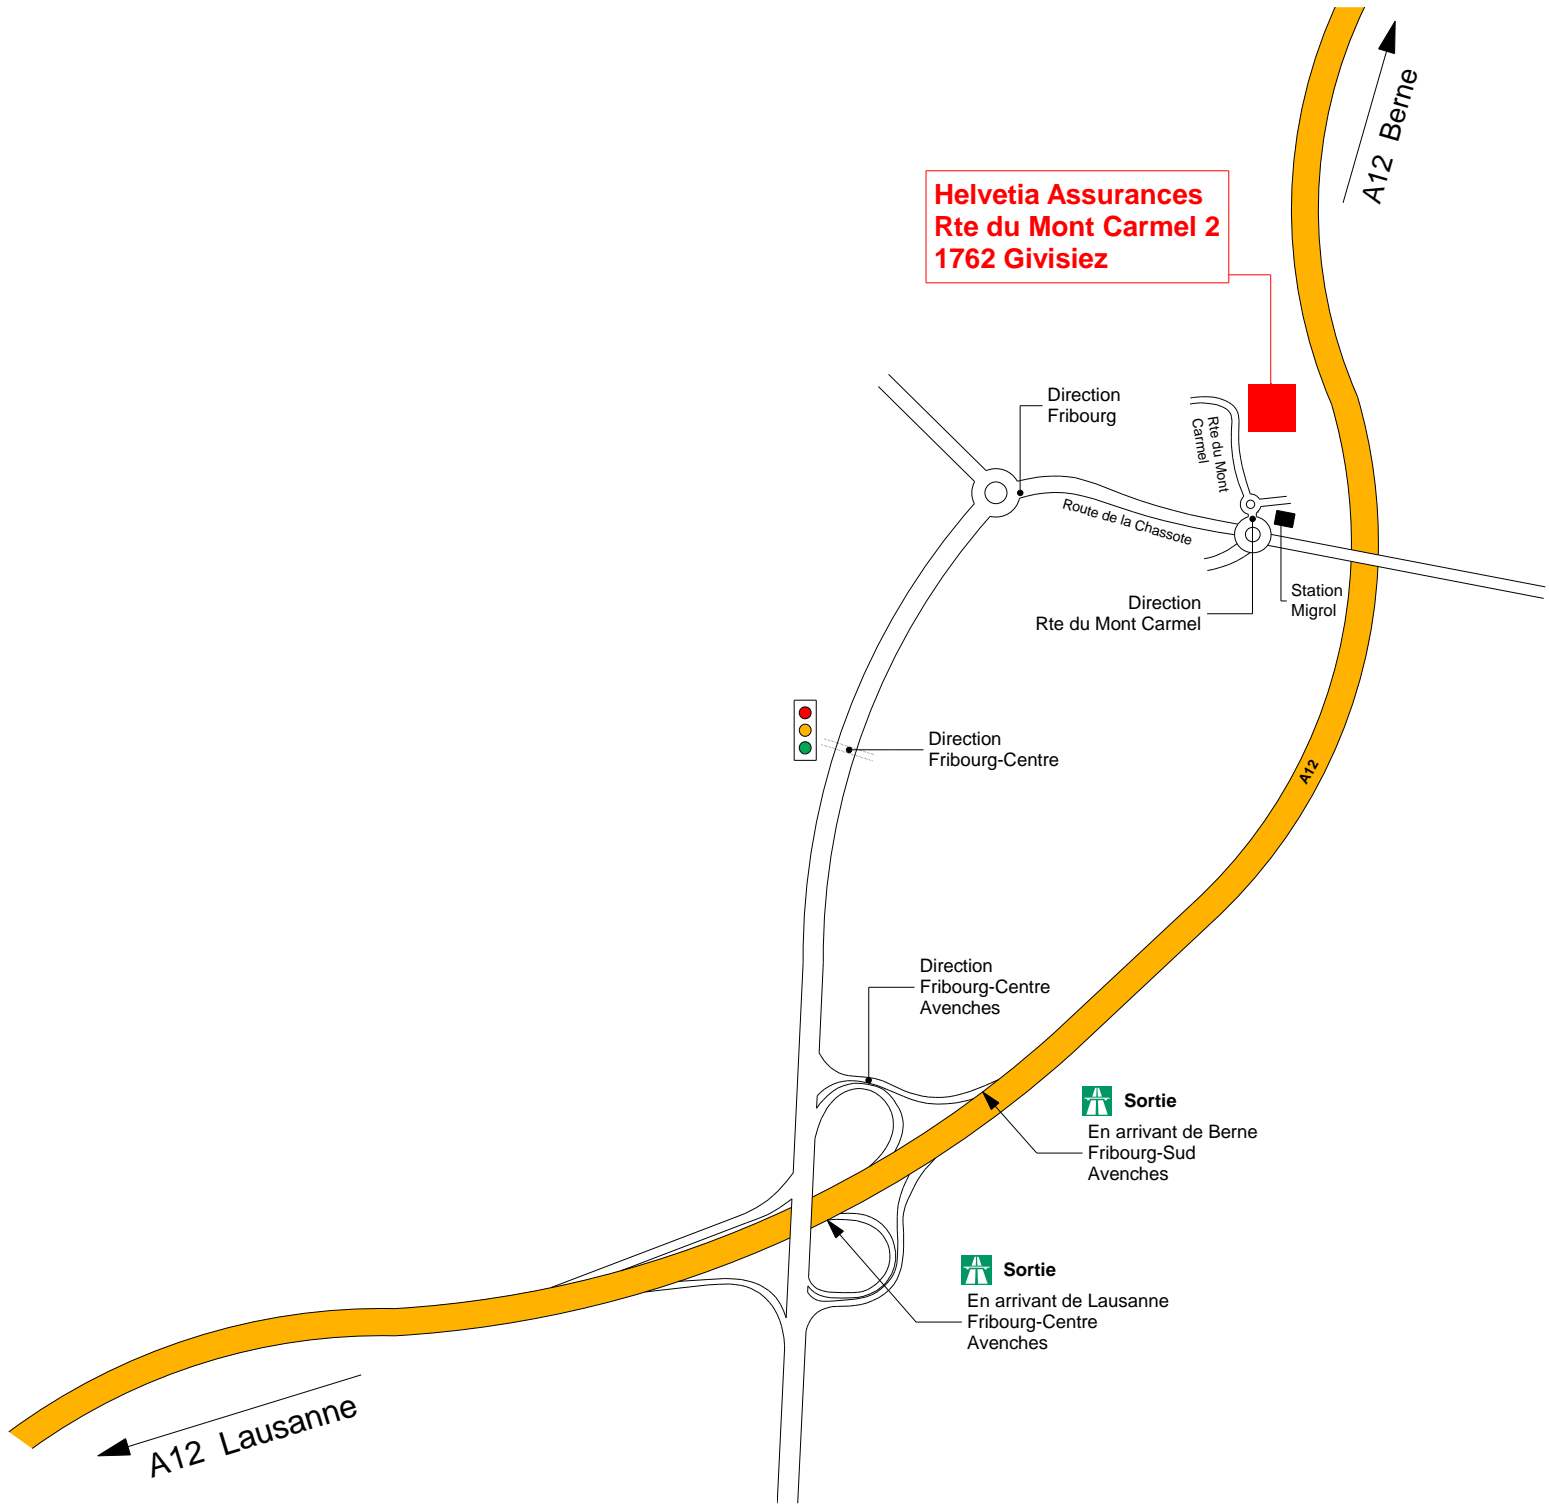 A12 Berne
Helvetia Assurances
Rte du Mont Carmel 2
1762 Givisiez
Direction
Fribourg
Rte du Mont
Carmel
Route de la Chassote
Direction
Rte du Mont Carmel
Station
Migrol
Direction
Fribourg-Centre
A12
Direction
Fribourg-Centre
Avenches
Sortie
En arrivant de Berne
Fribourg-Sud
Avenches
Sortie
En arrivant de Lausanne
Fribourg-Centre
Avenches
A12 Lausanne